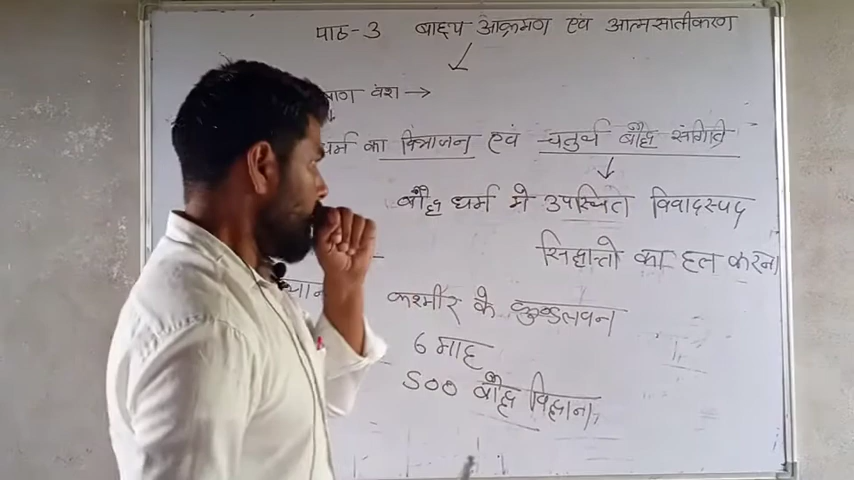 पाठ-3 बाह्य आक्रमण एवं आत्मसातीकरण
वंश →
का विभाजन एवं चतुर्थ बौद्ध संगिति
बौद्ध धर्म मे उपस्थित विवादस्पद
सिद्धान्तो का हल करना
कश्मीर के कुण्डलवन
6 माह
500 बौद्ध विद्वान